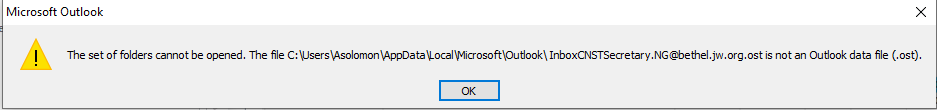 Microsoft Outlook
The set of folders cannot be opened. The file C:\Users\Asolomon\AppData\Local\Microsoft\Outlook\ InboxCNSTSecretary.NG@bethel.jw.org.ost is not an Outlook data file (.ost).
OK